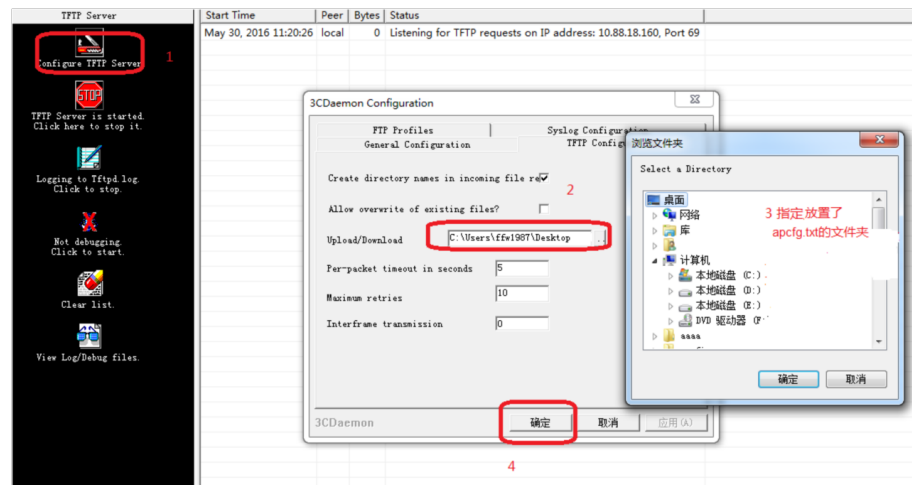 TFTP Server
Start Time Peer Bytes Status
May 30, 2016 11:20:26 local 0 Listening for TFTP requests on IP address: 10.88.18.160, Port 69
1
Configure TFTP Server
TFTP Server is started.
Click here to stop it.
Logging to Tftpd.log.
Click to stop.
Not debugging.
Click to start.
Clear list.
View Log/Debug files.
3CDaemon Configuration
FTP Profiles
Syslog Configuration
General Configuration
TFTP Config
Create directory names in incoming file re
2
Allow overwrite of existing files?
Upload/Download C:\Users\ffw1987\Desktop ..
Per-packet timeout in seconds 5
Maximum retries 10
Interframe transmission 0
3CDaemon
确定 取消 应用(A)
4
浏览文件夹
Select a Directory
桌面
网络
库
计算机
本地磁盘 (C:)
本地磁盘 (D:)
本地磁盘 (E:)
DVD 驱动器 (F:
aaaa
3 指定放置了
apcfg.txt的文件夹
确定 取消